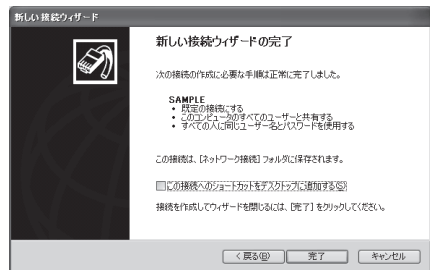 新しい接続ウィザード
新しい接続ウィザードの完了
次の接続の作成に必要な手順は正常に完了しました。
SAMPLE
• 既定の接続にする
• このコンピュータのすべてのユーザーと共有する
• すべての人に同じユーザー名とパスワードを使用する
この接続は、[ネットワーク接続] フォルダに保存されます。
この接続へのショートカットをデスクトップに追加する(S)
接続を作成してウィザードを閉じるには、[完了] をクリックしてください。
< 戻る(B)
完了
キャンセル